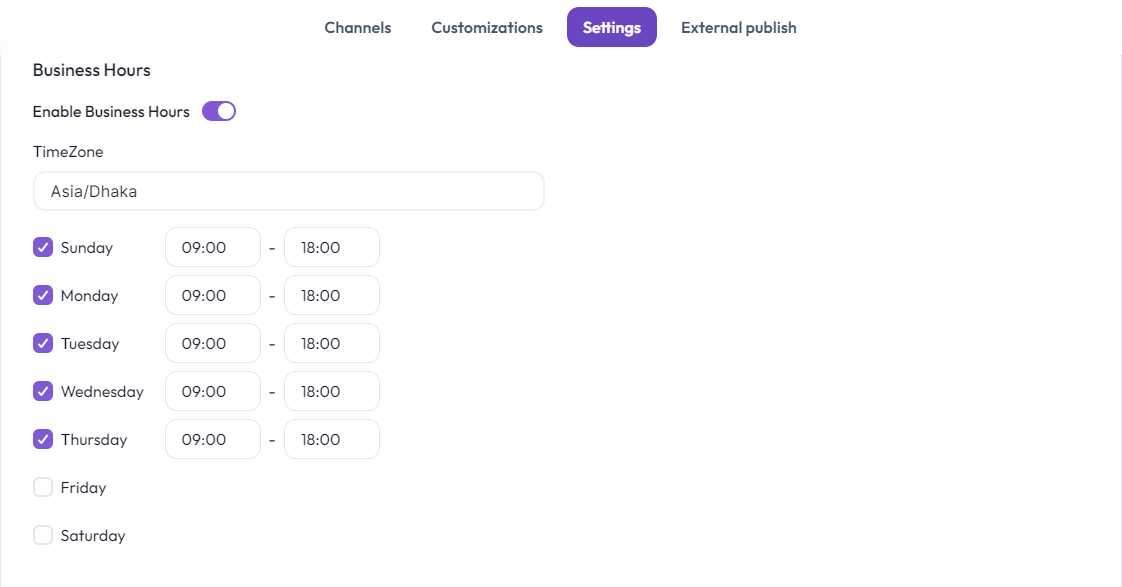 Channels Customizations Settings External publish
Business Hours
Enable Business Hours
TimeZone
Asia/Dhaka
Sunday 09:00 - 18:00
Monday 09:00 - 18:00
Tuesday 09:00 - 18:00
Wednesday 09:00 - 18:00
Thursday 09:00 - 18:00
Friday
Saturday